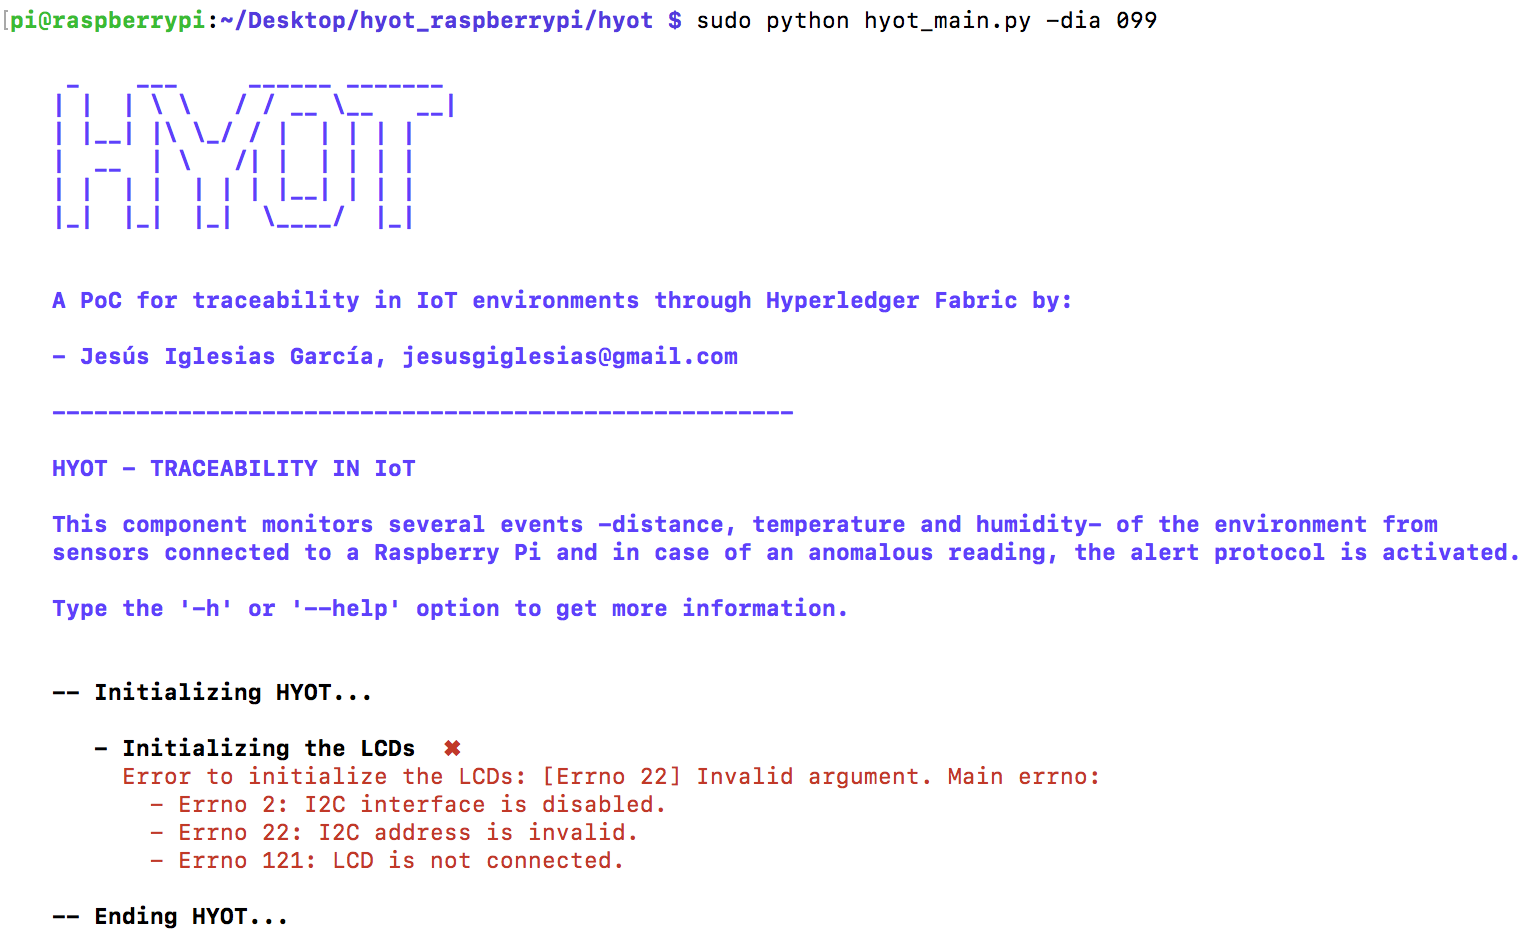 pi@raspberrypi:~/Desktop/hyot_raspberrypi/hyot $ sudo python hyot_main.py -dia 099
HYOT
A PoC for traceability in IoT environments through Hyperledger Fabric by:
- Jesús Iglesias García, jesusgiglesias@gmail.com
-----------------------------------------------------
HYOT - TRACEABILITY IN IoT
This component monitors several events -distance, temperature and humidity- of the environment from
sensors connected to a Raspberry Pi and in case of an anomalous reading, the alert protocol is activated.
Type the '-h' or '--help' option to get more information.
-- Initializing HYOT...
- Initializing the LCDs ✖
Error to initialize the LCDs: [Errno 22] Invalid argument. Main errno:
- Errno 2: I2C interface is disabled.
- Errno 22: I2C address is invalid.
- Errno 121: LCD is not connected.
-- Ending HYOT...